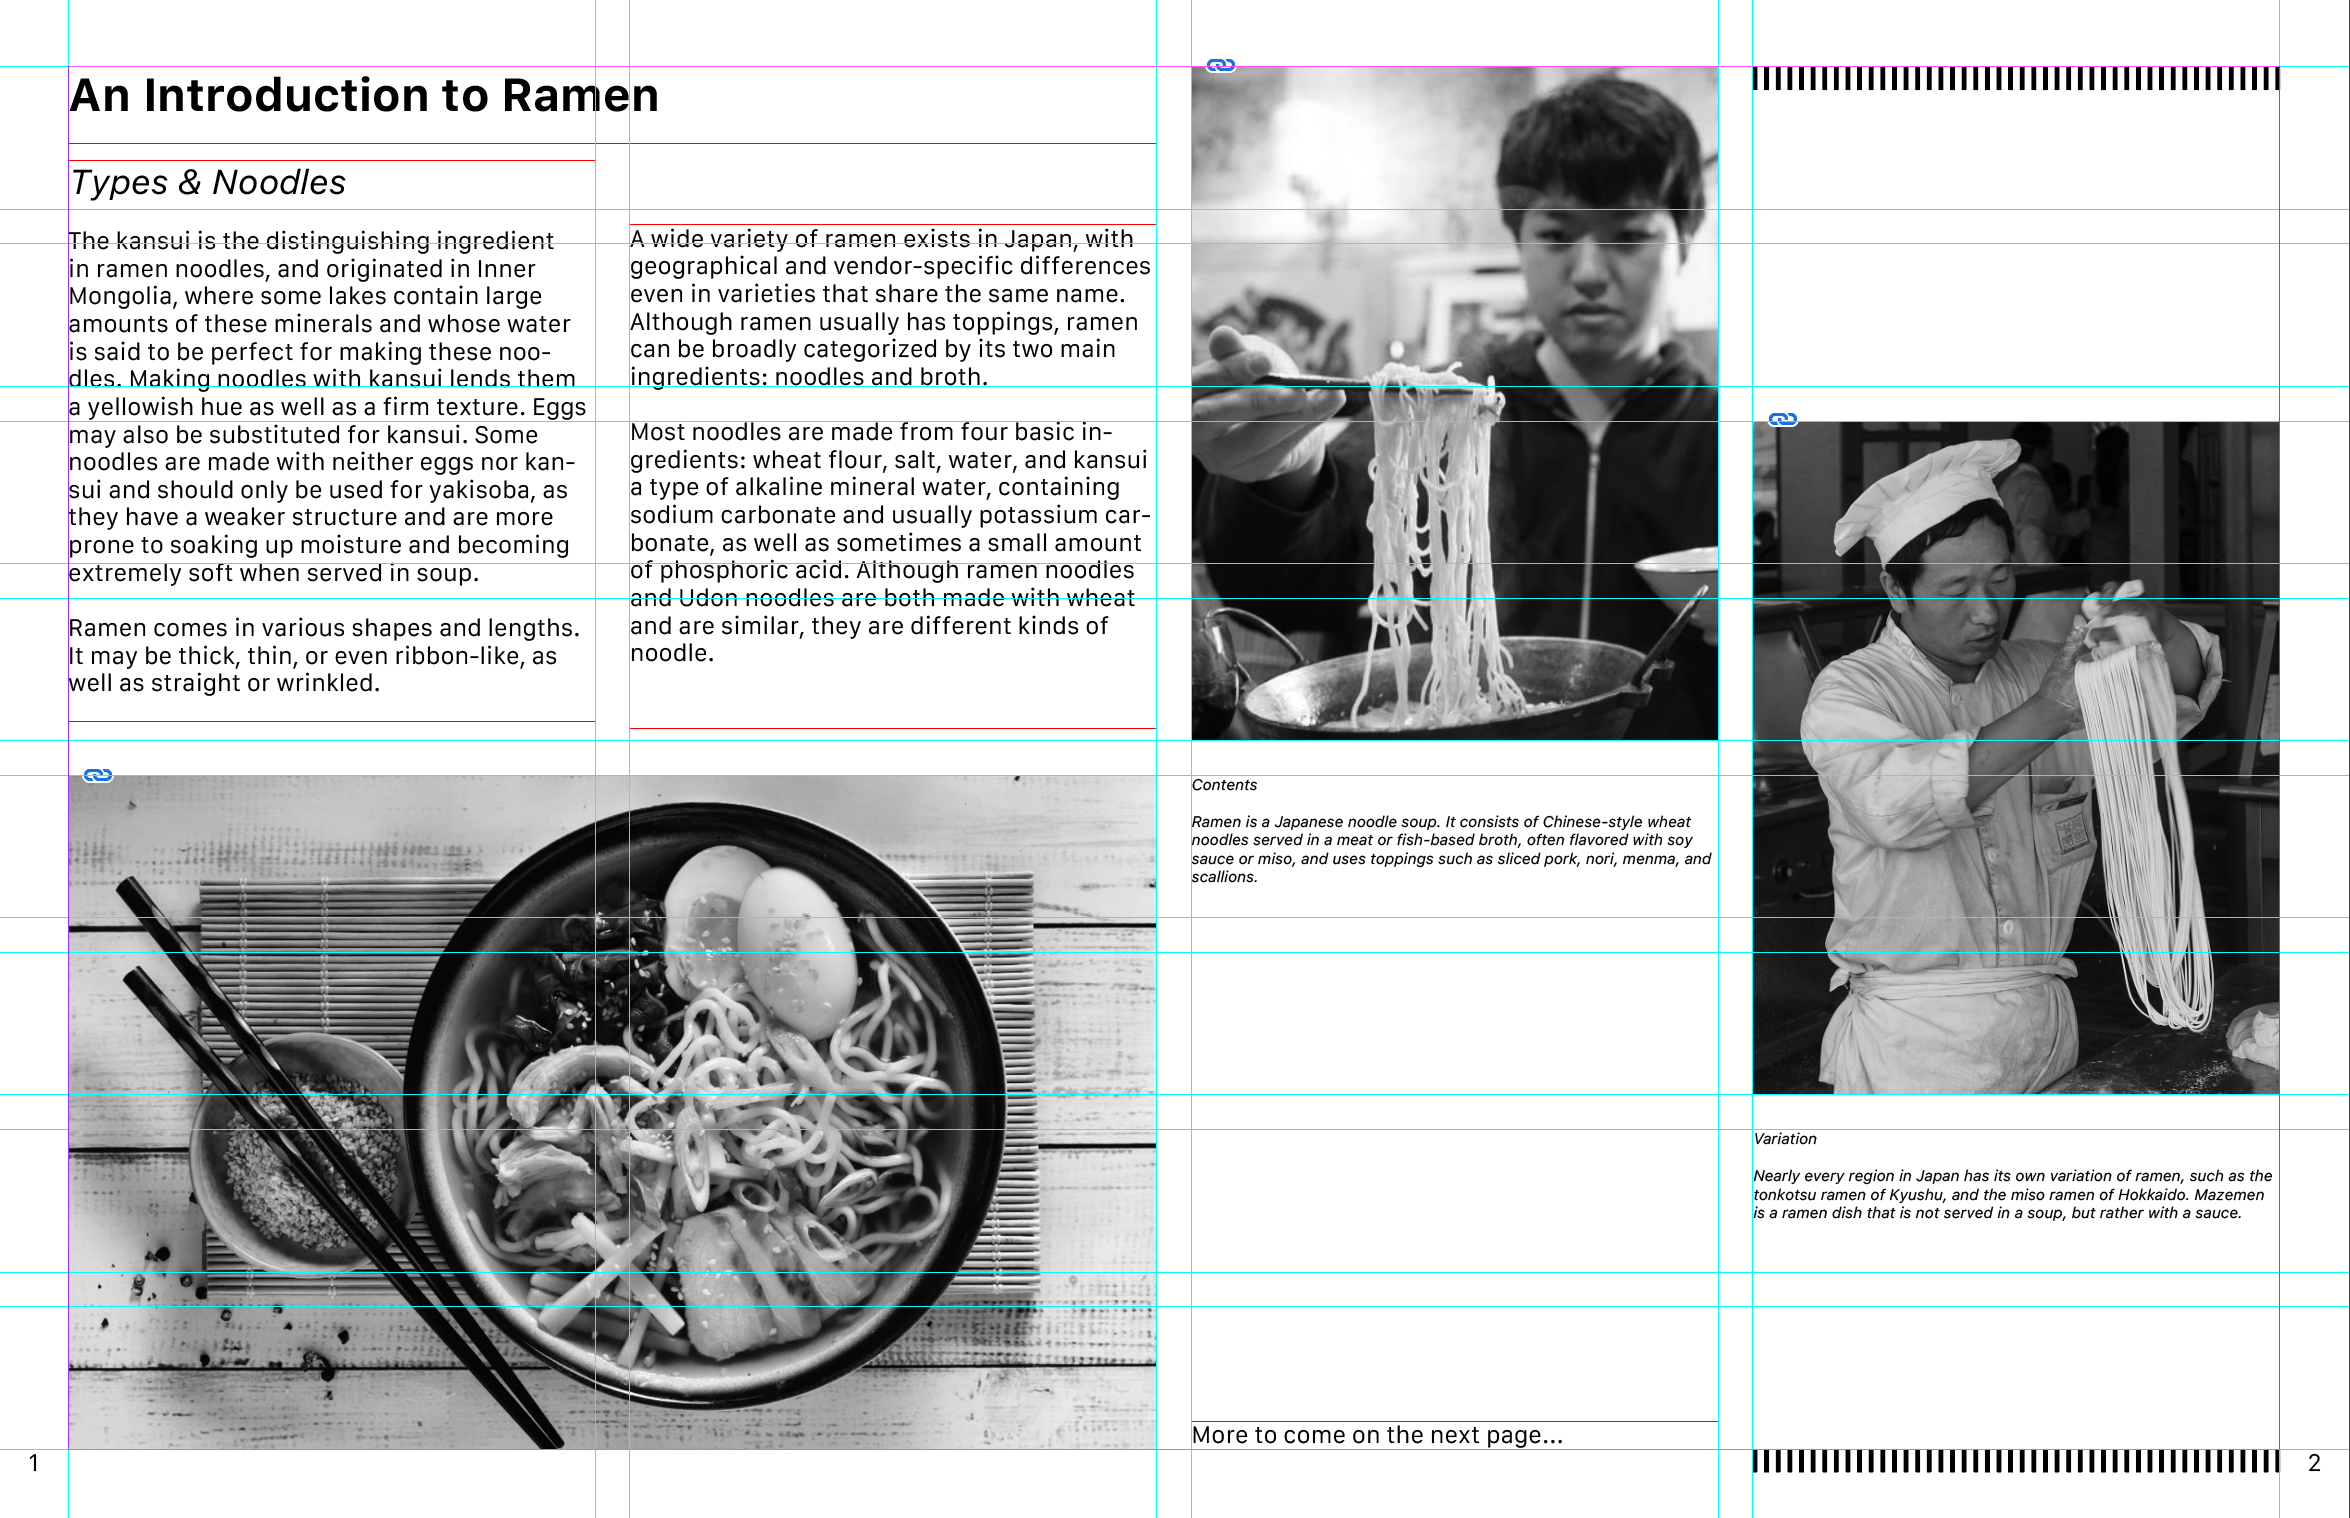 An Introduction to Ramen
Types & Noodles
The kansui is the distinguishing ingredient
in ramen noodles, and originated in Inner
Mongolia, where some lakes contain large
amounts of these minerals and whose water
is said to be perfect for making these noo-
dles. Making noodles with kansui lends them
a yellowish hue as well as a firm texture. Eggs
may also be substituted for kansui. Some
noodles are made with neither eggs nor kan-
sui and should only be used for yakisoba, as
they have a weaker structure and are more
prone to soaking up moisture and becoming
extremely soft when served in soup.
Ramen comes in various shapes and lengths.
It may be thick, thin, or even ribbon-like, as
well as straight or wrinkled.
A wide variety of ramen exists in Japan, with
geographical and vendor-specific differences
even in varieties that share the same name.
Although ramen usually has toppings, ramen
can be broadly categorized by its two main
ingredients: noodles and broth.
Most noodles are made from four basic in-
gredients: wheat flour, salt, water, and kansui
a type of alkaline mineral water, containing
sodium carbonate and usually potassium car-
bonate, as well as sometimes a small amount
of phosphoric acid. Although ramen noodles
and Udon noodles are both made with wheat
and are similar, they are different kinds of
noodle.
Contents
Ramen is a Japanese noodle soup. It consists of Chinese-style wheat
noodles served in a meat or fish-based broth, often flavored with soy
sauce or miso, and uses toppings such as sliced pork, nori, menma, and
scallions.
More to come on the next page...
Variation
Nearly every region in Japan has its own variation of ramen, such as the
tonkotsu ramen of Kyushu, and the miso ramen of Hokkaido. Mazemen
is a ramen dish that is not served in a soup, but rather with a sauce.
1
2